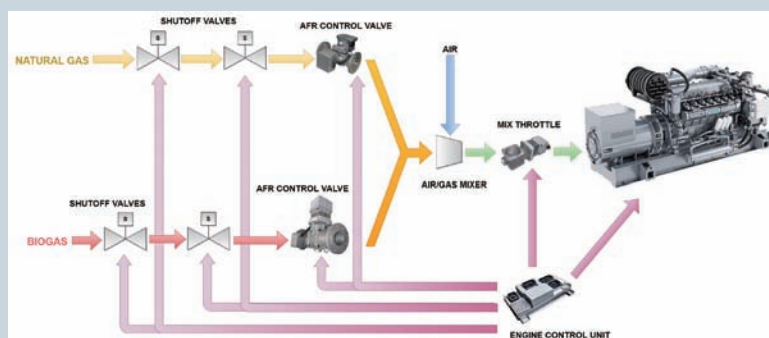 SHUTOFF VALVES
AFR CONTROL VALVE
S
S
NATURAL GAS
AIR
MIX THROTTLE
AIR/GAS MIXER
SHUTOFF VALVES
AFR CONTROL VALVE
S
S
BIOGAS
ENGINE CONTROL UNIT